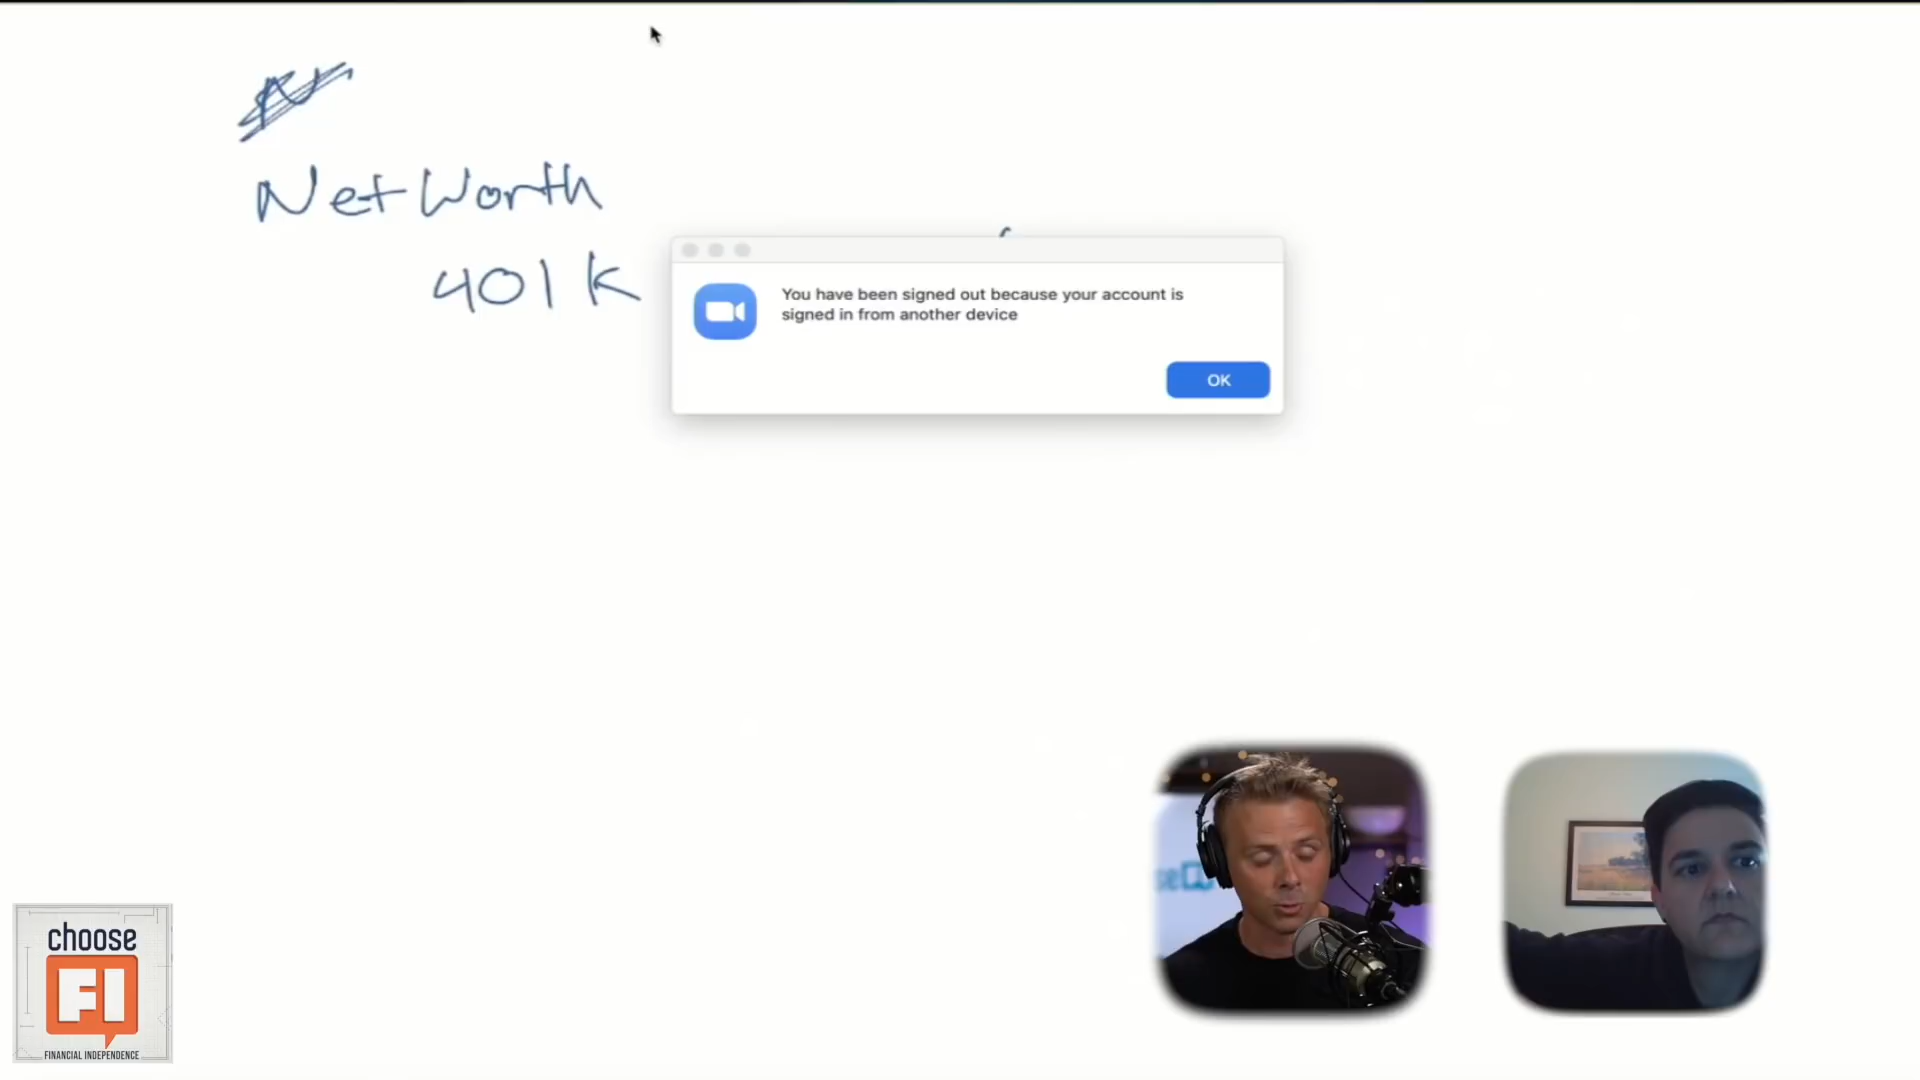 Net Worth
401K
You have been signed out because your account is
signed in from another device
OK
choose
FI
FINANCIAL INDEPENDENCE